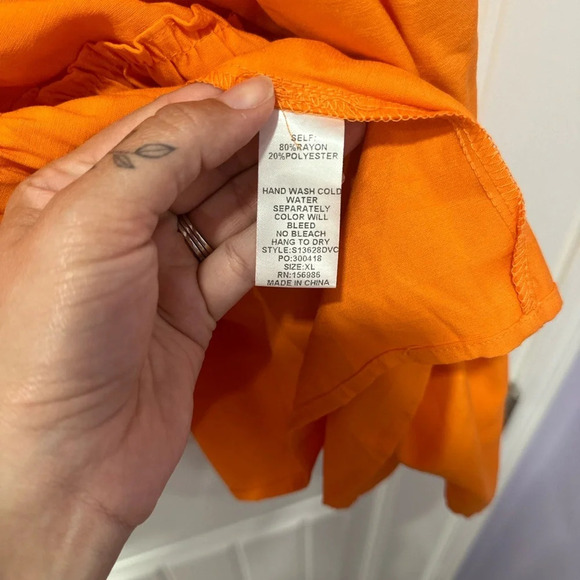 SELF:
80%RAYON
20%POLYESTER
HAND WASH COLD
WATER
SEPARATELY
COLOR WILL
BLEED
NO BLEACH
HANG TO DRY
STYLE:S13628DVC
PO:300418
SIZE:XL
RN:156985
MADE IN CHINA